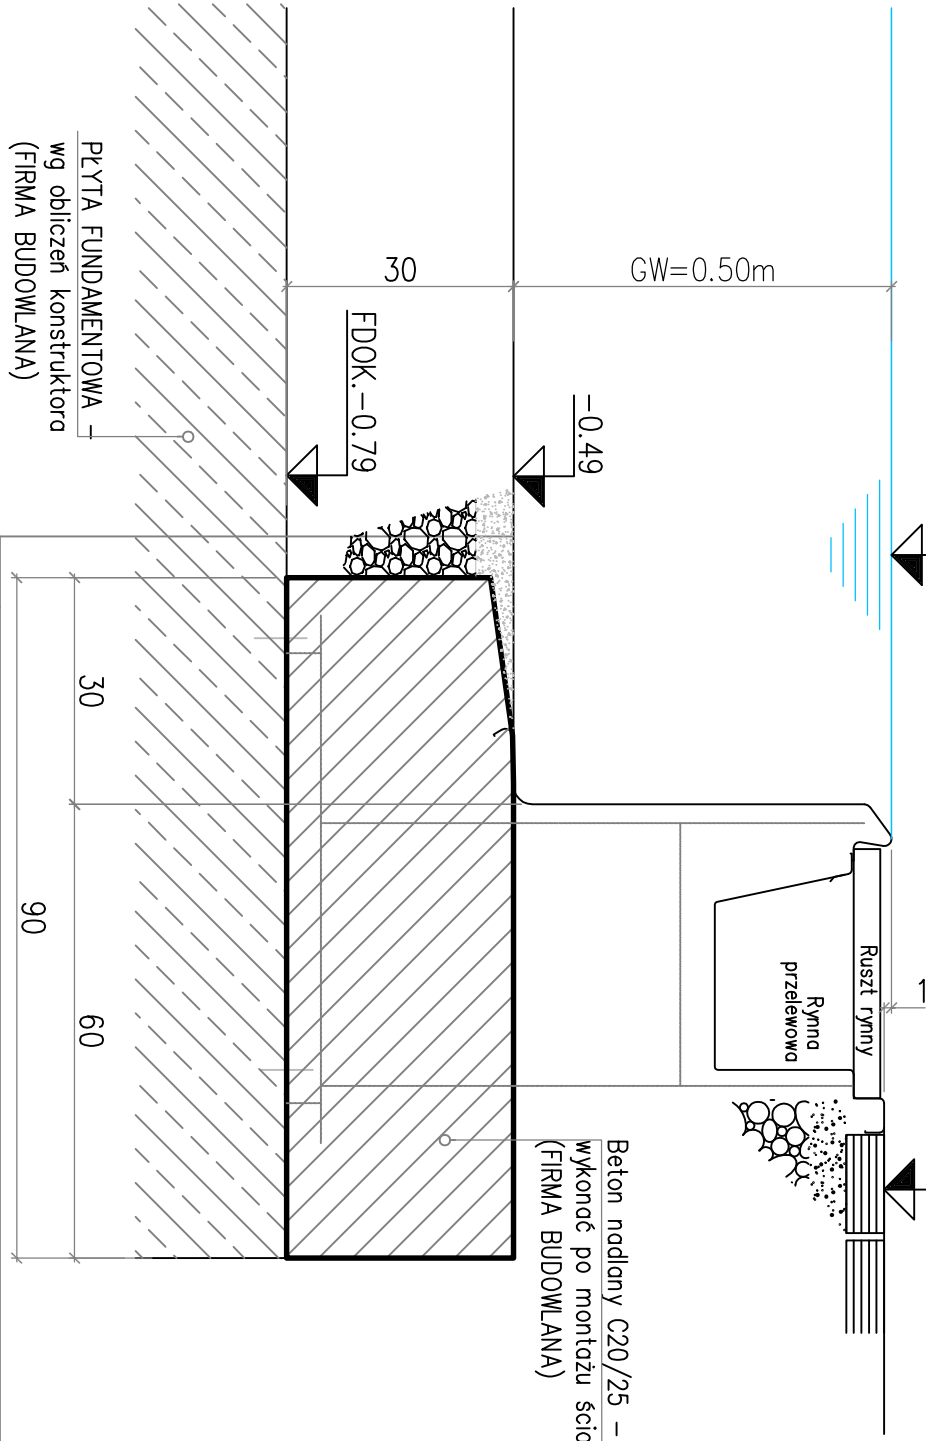 GW=0.50m
30
-0.49
FDOK.-0.79
PŁYTA FUNDAMENTOWA -
wg obliczeń konstruktora
(FIRMA BUDOWLANA)
30
60
90
Ruszt rynny
Rynna
przelewowa
1
Beton nadlany C20/25 -
wykonać po montażu
(FIRMA BUDOWLANA)